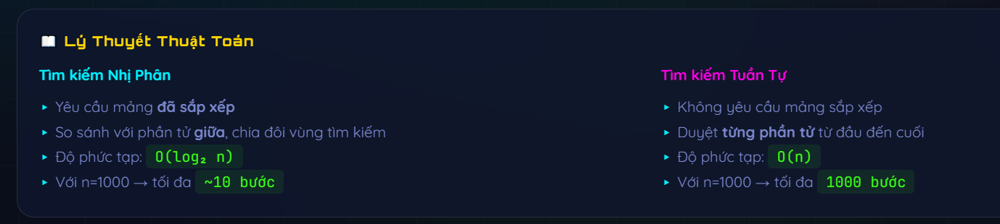 📖 Lý Thuyết Thuật Toán
Tìm kiếm Nhị Phân
▸ Yêu cầu mảng đã sắp xếp
▸ So sánh với phần tử giữa, chia đôi vùng tìm kiếm
▸ Độ phức tạp: O(log₂ n)
▸ Với n=1000 → tối đa ~10 bước
Tìm kiếm Tuần Tự
▸ Không yêu cầu mảng sắp xếp
▸ Duyệt từng phần tử từ đầu đến cuối
▸ Độ phức tạp: O(n)
▸ Với n=1000 → tối đa 1000 bước